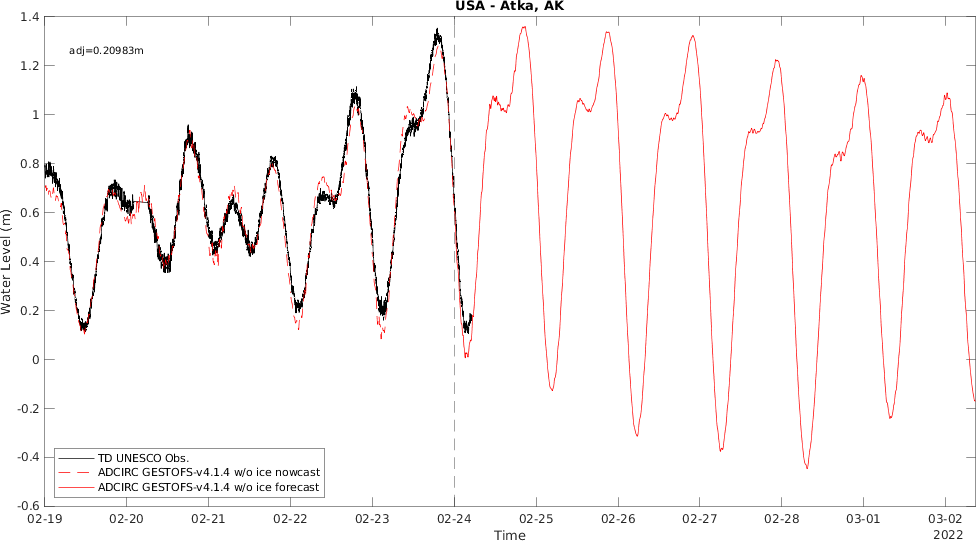 USA - Atka, AK
adj=0.20983m
1.4
1.2
1
0.8
0.6
0.4
0.2
0
-0.2
-0.4
-0.6
Water Level (m)
TD UNESCO Obs.
ADCIRC GESTOFS-v4.1.4 w/o ice nowcast
ADCIRC GESTOFS-v4.1.4 w/o ice forecast
02-19 02-20 02-21 02-22 02-23 02-24 02-25 02-26 02-27 02-28 03-01 03-02
Time
2022